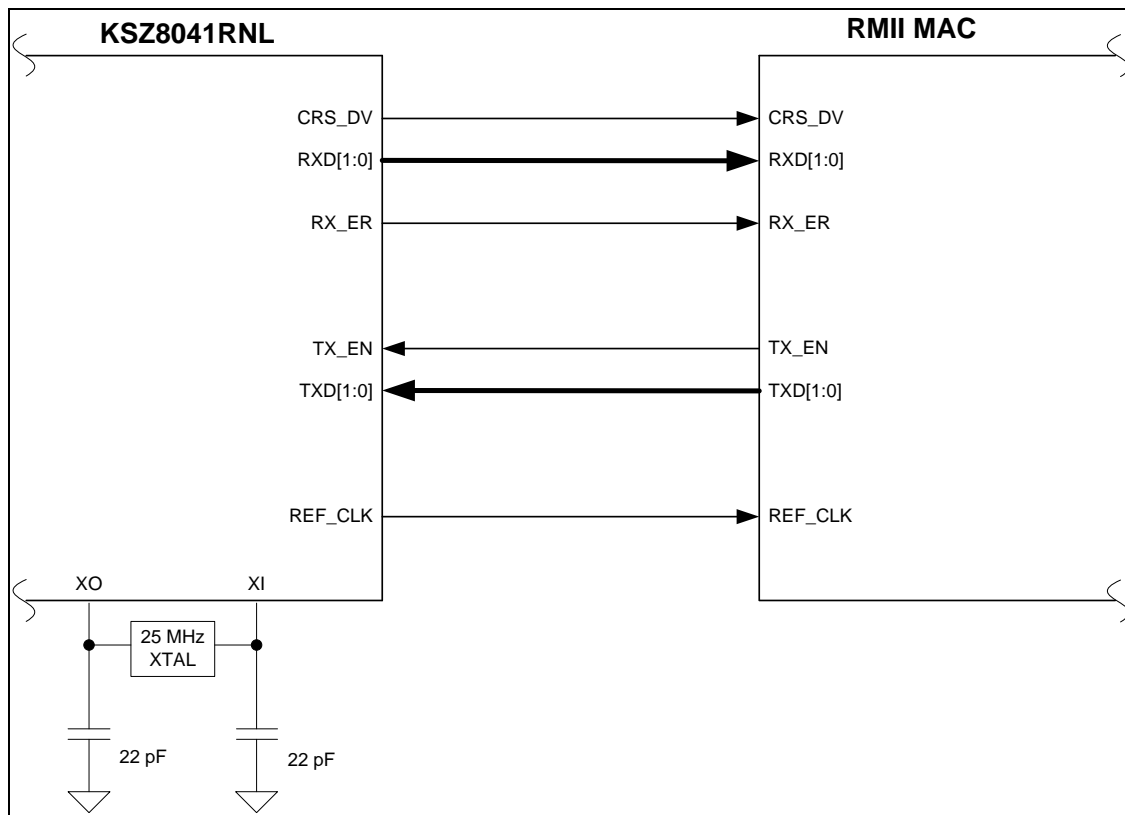 KSZ8041RNL
RMII MAC
CRS_DV
CRS_DV
RXD[1:0]
RXD[1:0]
RX_ER
RX_ER
TX_EN
TX_EN
TXD[1:0]
TXD[1:0]
REF_CLK
REF_CLK
XO
XI
25 MHz
XTAL
22 pF
22 pF